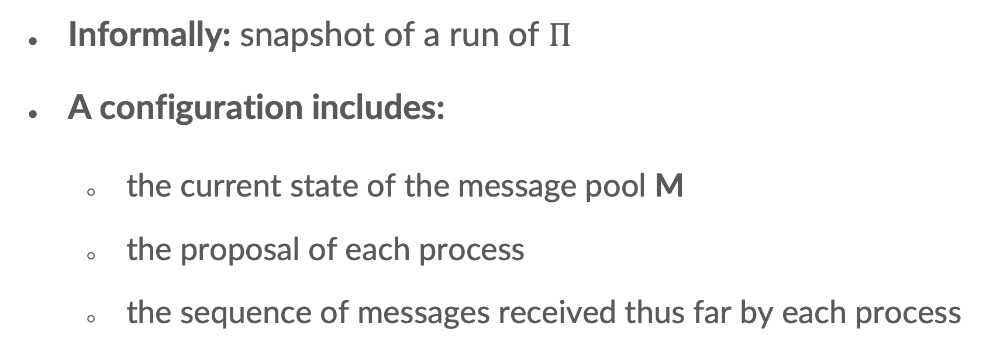 • Informally: snapshot of a run of Π
• A configuration includes:
◦ the current state of the message pool M
◦ the proposal of each process
◦ the sequence of messages received thus far by each process